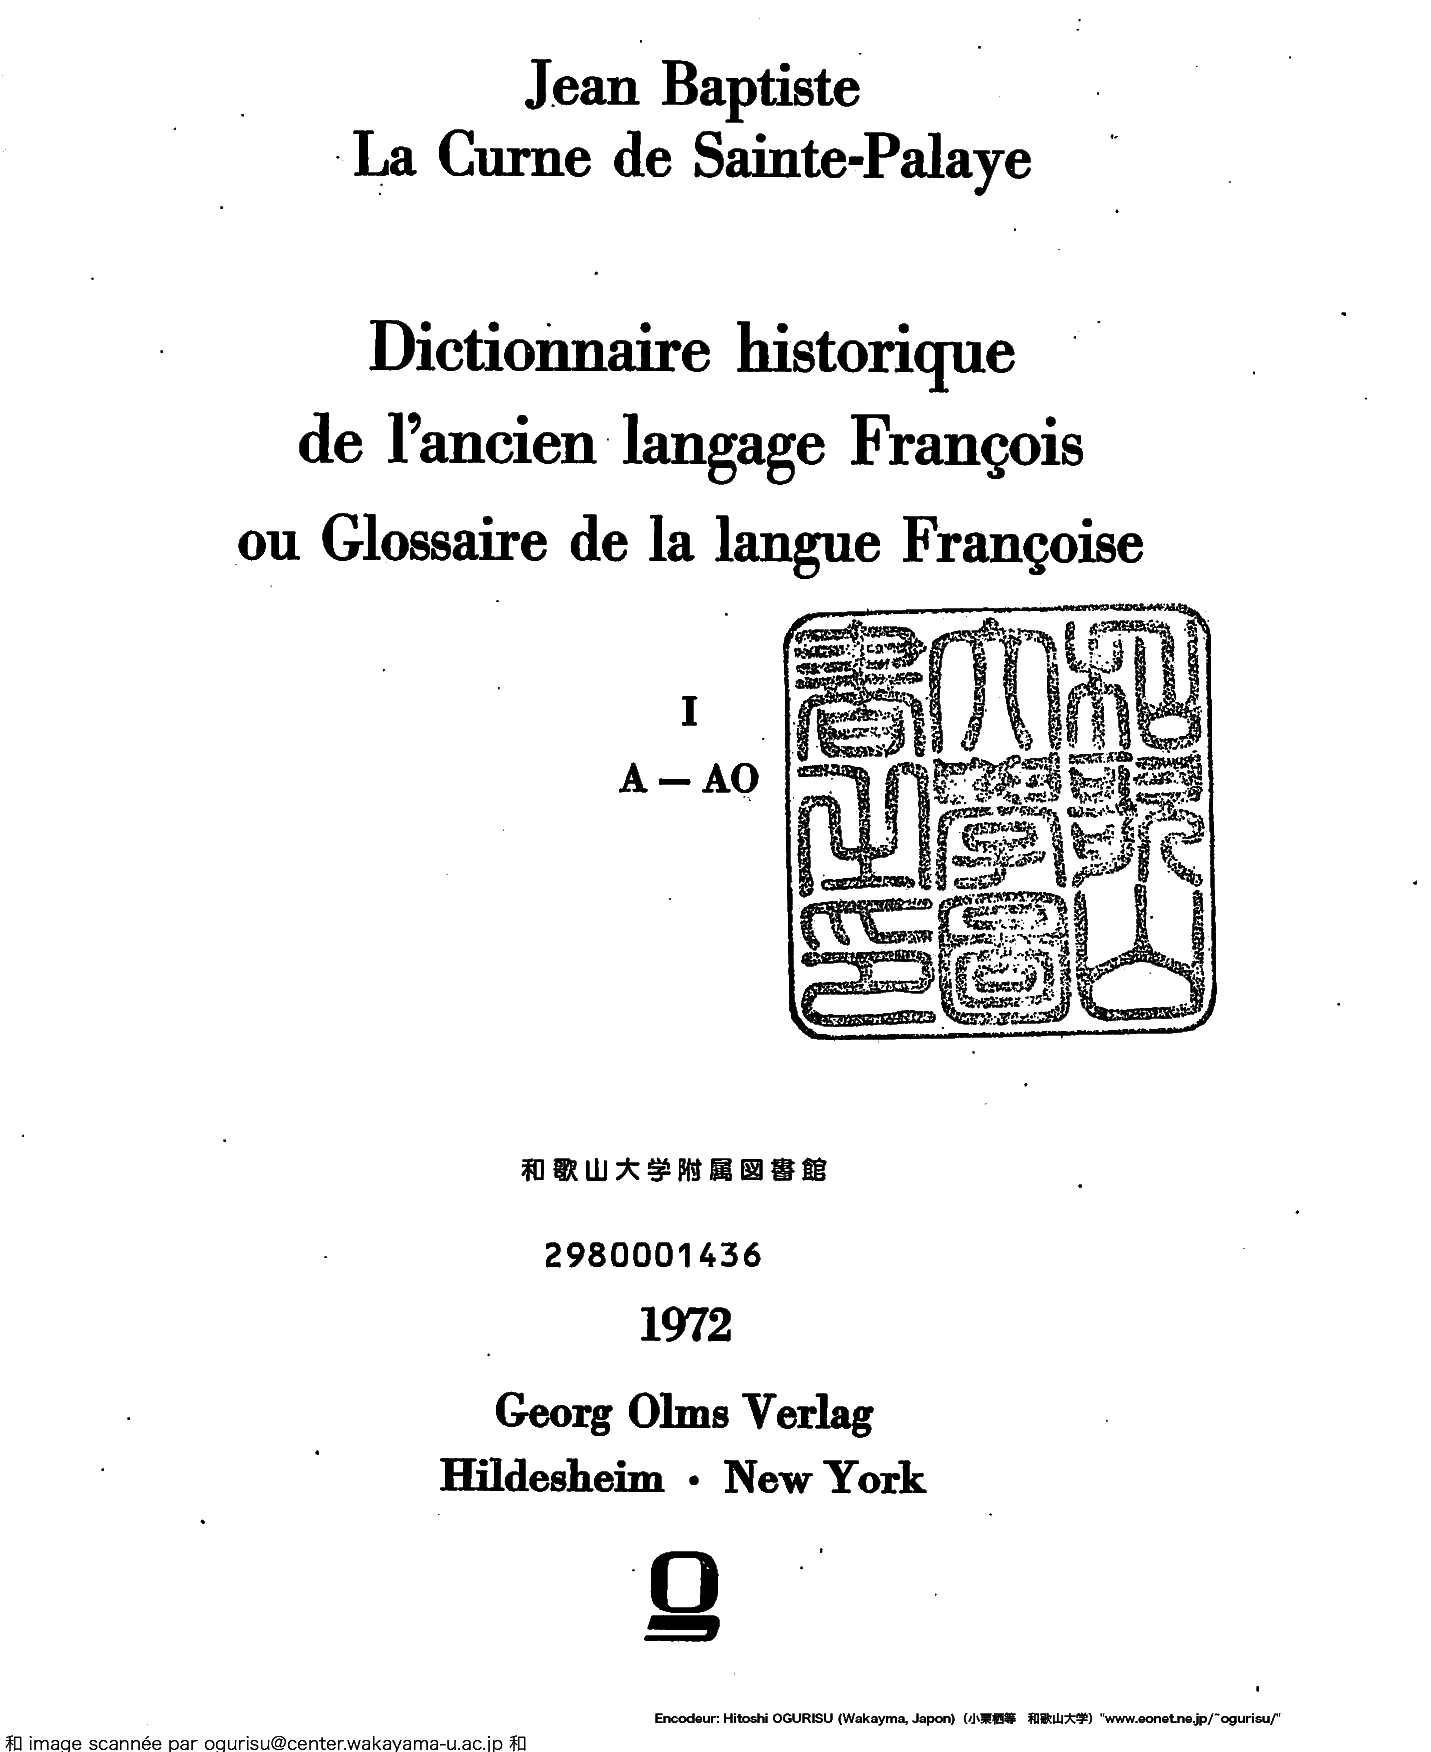 Jean Baptiste
La Curne de Sainte-Palaye
Dictionnaire historique
de l'ancien langage François
ou Glossaire de la langue Françoise
I
A — AO
和歌山大学附属図書館
2980001436
1972
Georg Olms Verlag
Hildesheim • New York
Encodeur: Hitoshi OGURISU (Wakayma, Japon) (小栗栖等 和歌山大学) "www.eonet.ne.jp/~ogurisu/"
和 image scannée par ogurisu@center.wakayama-u.ac.jp 和